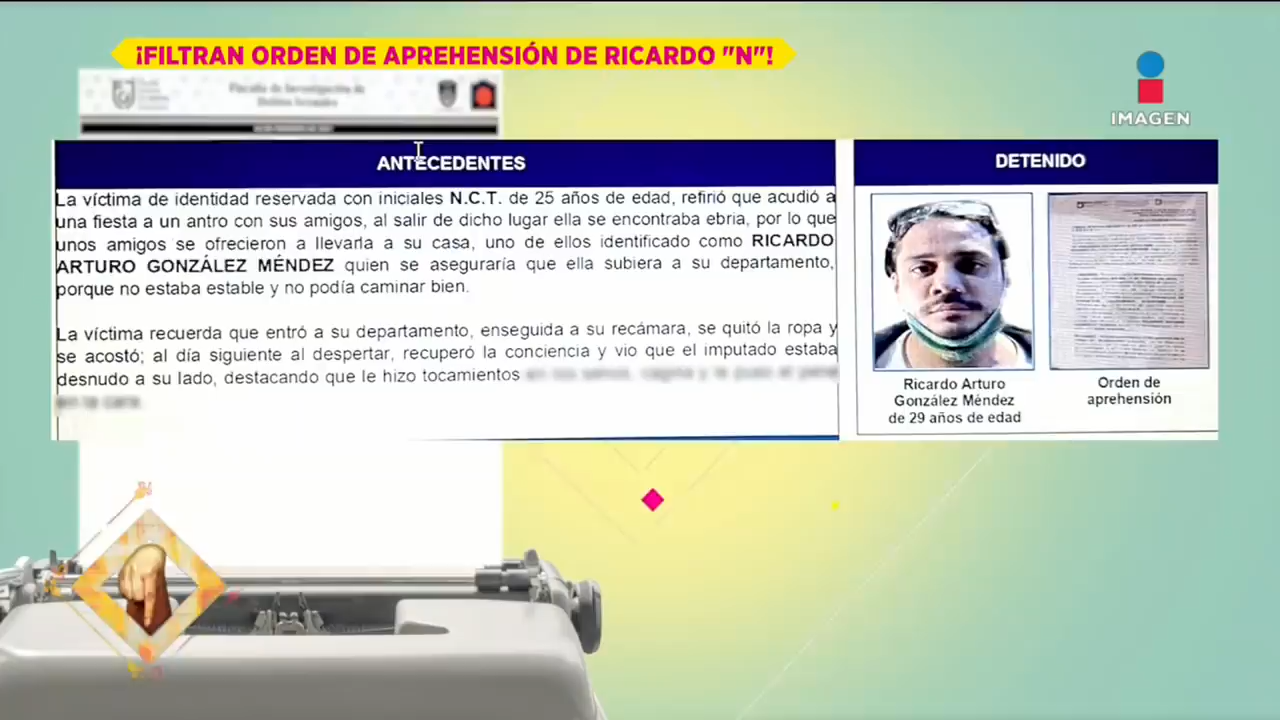 ¡FILTRAN ORDEN DE APREHENSIÓN DE RICARDO "N"!
Fiscalía de Investigación de
Delitos Sexuales
IMAGEN
ANTECEDENTES
La víctima de identidad reservada con iniciales N.C.T. de 25 años de edad, refirió que acudió a
una fiesta a un antro con sus amigos, al salir de dicho lugar ella se encontraba ebria, por lo que
unos amigos se ofrecieron a llevarla a su casa, uno de ellos identificado como RICARDO
ARTURO GONZÁLEZ MÉNDEZ quien se aseguraría que ella subiera a su departamento,
porque no estaba estable y no podía caminar bien.
La víctima recuerda que entró a su departamento, enseguida a su recámara, se quitó la ropa y
se acostó; al día siguiente al despertar, recuperó la conciencia y vio que el imputado estaba
desnudo a su lado, destacando que le hizo tocamientos
DETENIDO
Ricardo Arturo
González Méndez
de 29 años de edad
Orden de
aprehensión